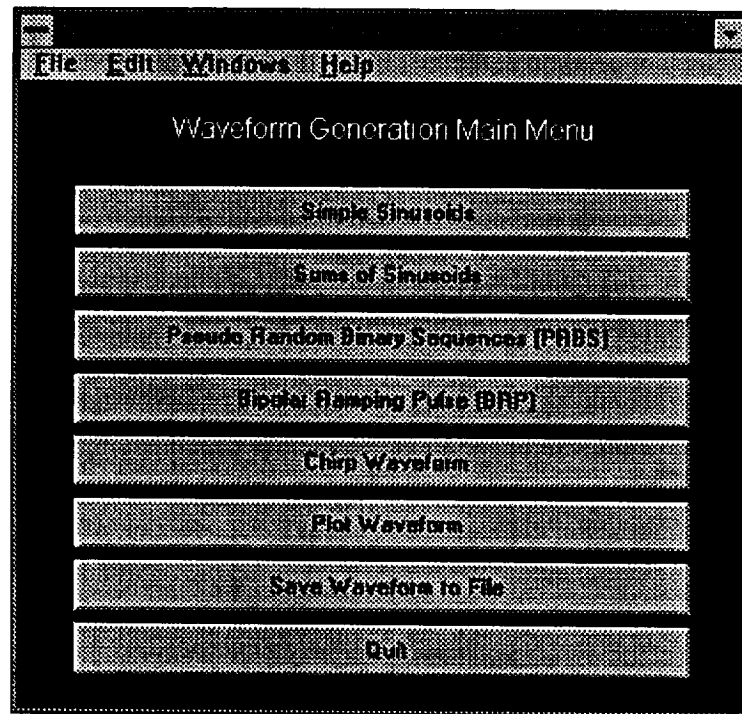 File Edit Windows Help
Waveform Generation Main Menu
Simple Sinusoids
Sums of Sinusoids
Pseudo Random Binary Sequences (PRBS)
Bipolar Ramping Pulse (BRP)
Chirp Waveform
Plot Waveform
Save Waveform to File
Quit